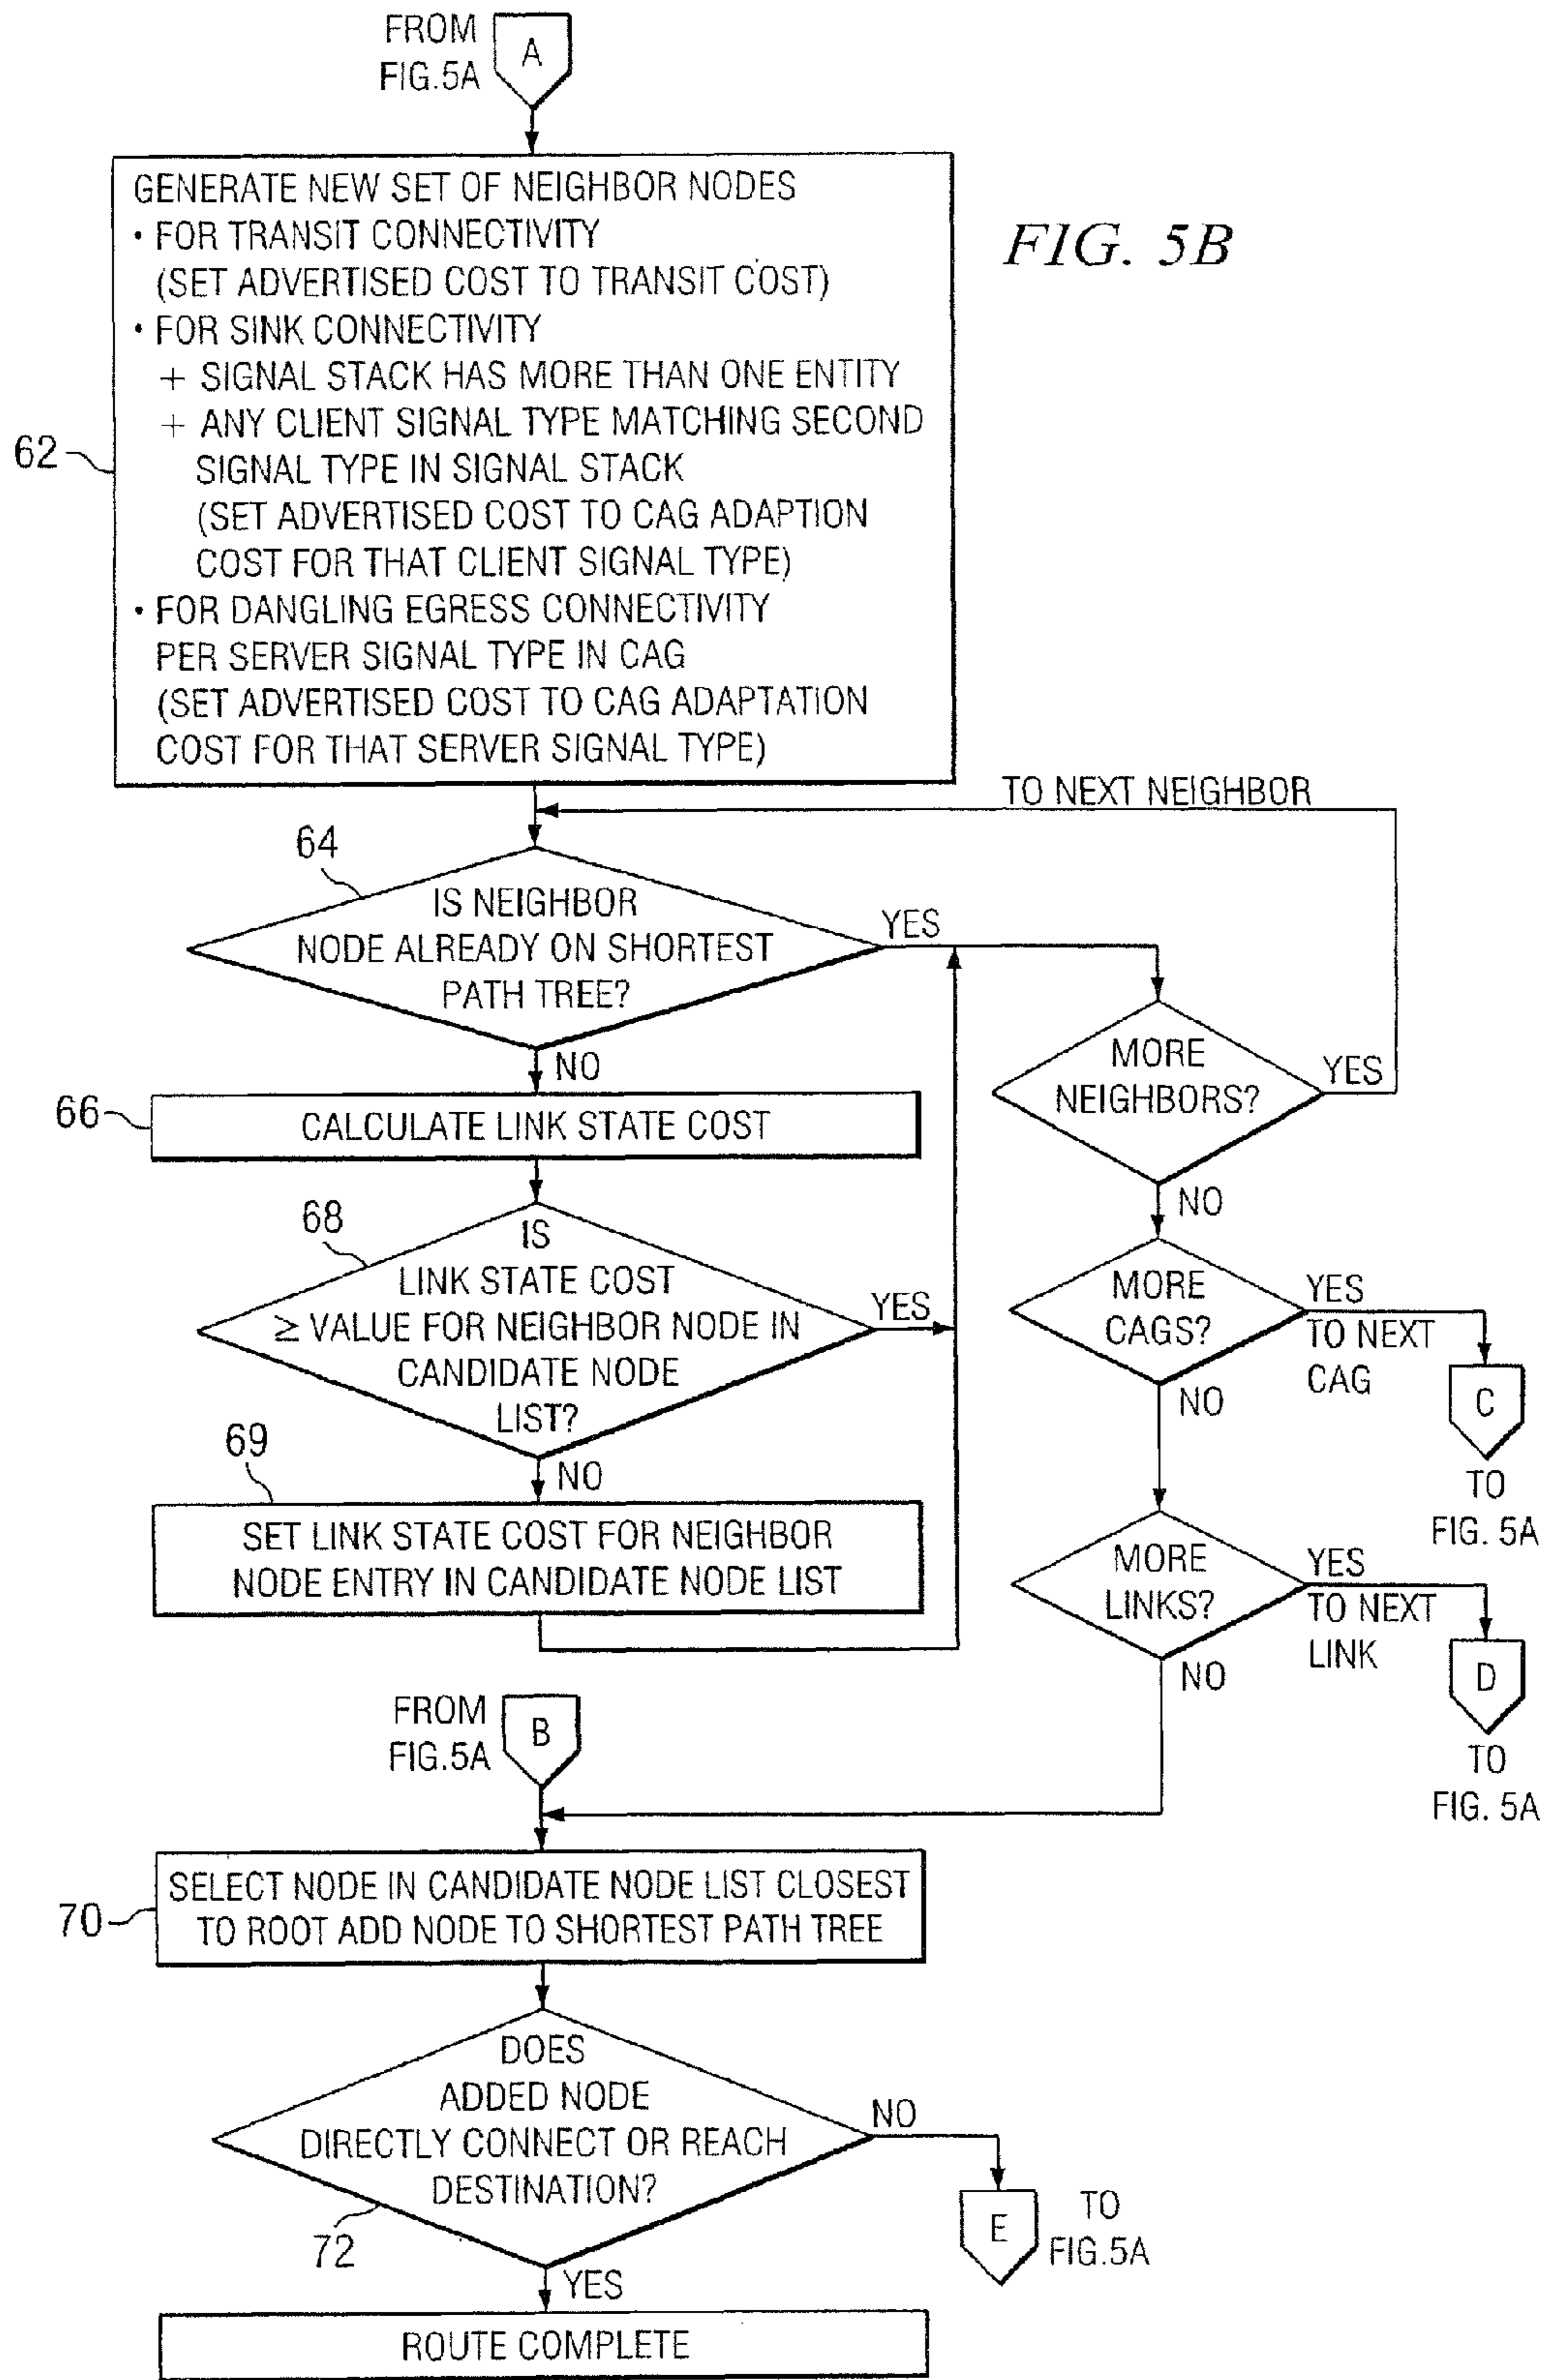 FROM
FIG.5A
A
GENERATE NEW SET OF NEIGHBOR NODES
• FOR TRANSIT CONNECTIVITY
(SET ADVERTISED COST TO TRANSIT COST)
• FOR SINK CONNECTIVITY
+ SIGNAL STACK HAS MORE THAN ONE ENTITY
+ ANY CLIENT SIGNAL TYPE MATCHING SECOND
SIGNAL TYPE IN SIGNAL STACK
(SET ADVERTISED COST TO CAG ADAPTION
COST FOR THAT CLIENT SIGNAL TYPE)
• FOR DANGLING EGRESS CONNECTIVITY
PER SERVER SIGNAL TYPE IN CAG
(SET ADVERTISED COST TO CAG ADAPTATION
COST FOR THAT SERVER SIGNAL TYPE)
62
FIG. 5B
TO NEXT NEIGHBOR
64
IS NEIGHBOR
NODE ALREADY ON SHORTEST
PATH TREE?
YES
NO
MORE
NEIGHBORS?
YES
NO
66
CALCULATE LINK STATE COST
68
IS
LINK STATE COST
≥ VALUE FOR NEIGHBOR NODE IN
CANDIDATE NODE
LIST?
YES
NO
MORE
CAGS?
YES
TO NEXT
CAG
NO
C
TO
FIG. 5A
69
SET LINK STATE COST FOR NEIGHBOR
NODE ENTRY IN CANDIDATE NODE LIST
MORE
LINKS?
YES
TO NEXT
LINK
NO
D
TO
FIG. 5A
FROM
FIG.5A
B
70
SELECT NODE IN CANDIDATE NODE LIST CLOSEST
TO ROOT ADD NODE TO SHORTEST PATH TREE
DOES
ADDED NODE
DIRECTLY CONNECT OR REACH
DESTINATION?
72
NO
E
TO
FIG.5A
YES
ROUTE COMPLETE